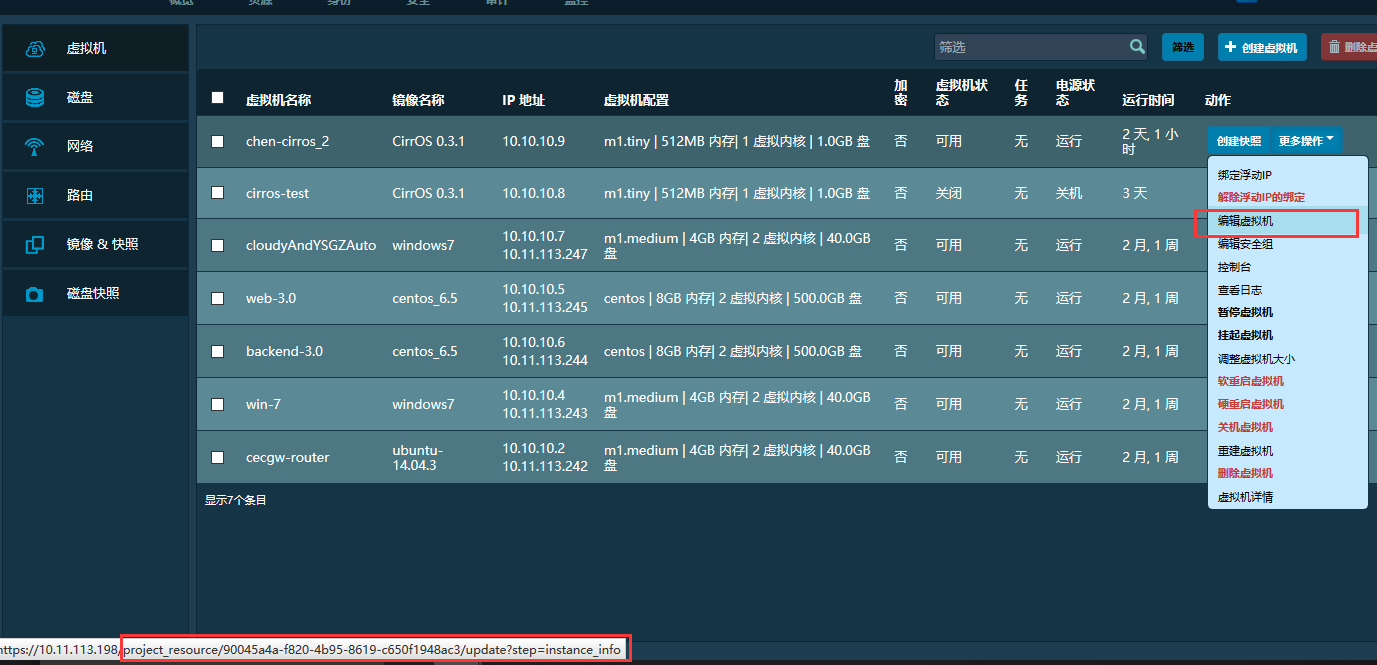 概览 资源 身份 安全 审计 监控
虚拟机
磁盘
网络
路由
镜像 & 快照
磁盘快照
筛选 筛选 创建虚拟机 删除虚
虚拟机名称 镜像名称 IP 地址 虚拟机配置 加密 虚拟机状态 任务 电源状态 运行时间 动作
chen-cirros_2 CirrOS 0.3.1 10.10.10.9 m1.tiny | 512MB 内存| 1 虚拟内核 | 1.0GB 盘 否 可用 无 运行 2 天, 1 小时 创建快照 更多操作
cirros-test CirrOS 0.3.1 10.10.10.8 m1.tiny | 512MB 内存| 1 虚拟内核 | 1.0GB 盘 否 关闭 无 关机 3 天
cloudyAndYSGZAuto windows7 10.10.10.7 10.11.113.247 m1.medium | 4GB 内存| 2 虚拟内核 | 40.0GB 盘 否 可用 无 运行 2 月, 1 周
web-3.0 centos_6.5 10.10.10.5 10.11.113.245 centos | 8GB 内存| 2 虚拟内核 | 500.0GB 盘 否 可用 无 运行 2 月, 1 周
backend-3.0 centos_6.5 10.10.10.6 10.11.113.244 centos | 8GB 内存| 2 虚拟内核 | 500.0GB 盘 否 可用 无 运行 2 月, 1 周
win-7 windows7 10.10.10.4 10.11.113.243 m1.medium | 4GB 内存| 2 虚拟内核 | 40.0GB 盘 否 可用 无 运行 2 月, 1 周
cecgw-router ubuntu-14.04.3 10.10.10.2 10.11.113.242 m1.medium | 4GB 内存| 2 虚拟内核 | 40.0GB 盘 否 可用 无 运行 2 月, 1 周
显示7个条目
绑定浮动IP
解除浮动IP的绑定
编辑虚拟机
编辑安全组
控制台
查看日志
暂停虚拟机
挂起虚拟机
调整虚拟机大小
软重启虚拟机
硬重启虚拟机
关机虚拟机
重建虚拟机
删除虚拟机
虚拟机详情
https://10.11.113.198/project_resource/90045a4a-f820-4b95-8619-c650f1948ac3/update?step=instance_info